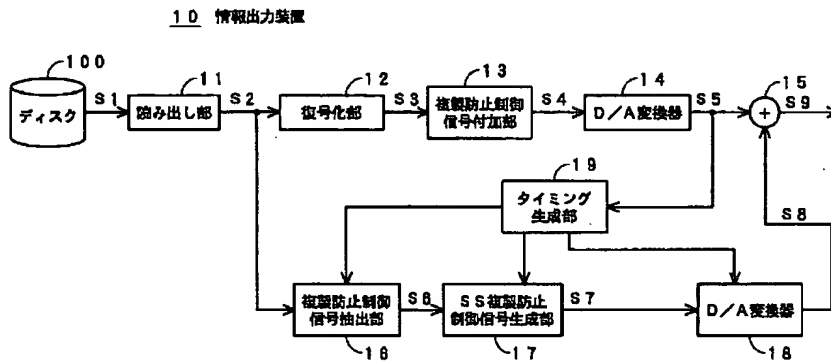 １０ 情報出力装置
１００
ディスク
Ｓ１
１１
読み出し部
Ｓ２
１２
復号化部
Ｓ３
１３
複製防止制御
信号付加部
Ｓ４
１４
Ｄ／Ａ変換器
Ｓ５
１５
＋
Ｓ９
１９
タイミング
生成部
Ｓ８
複製防止制御
信号抽出部
１６
Ｓ６
ＳＳ複製防止
制御信号生成部
１７
Ｓ７
Ｄ／Ａ変換器
１８